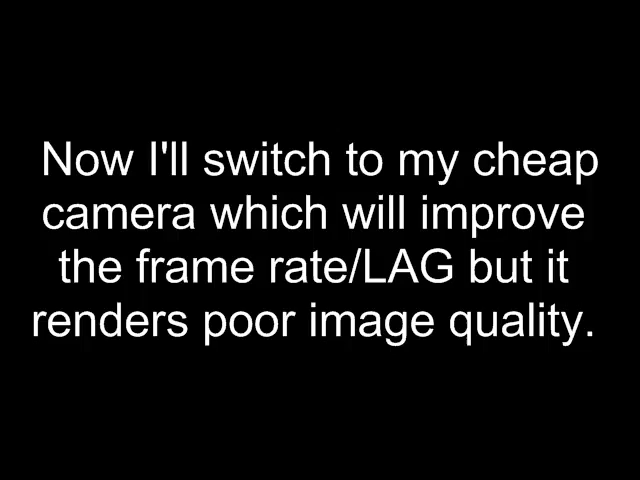 Now I'll switch to my cheap
camera which will improve
the frame rate/LAG but it
renders poor image quality.